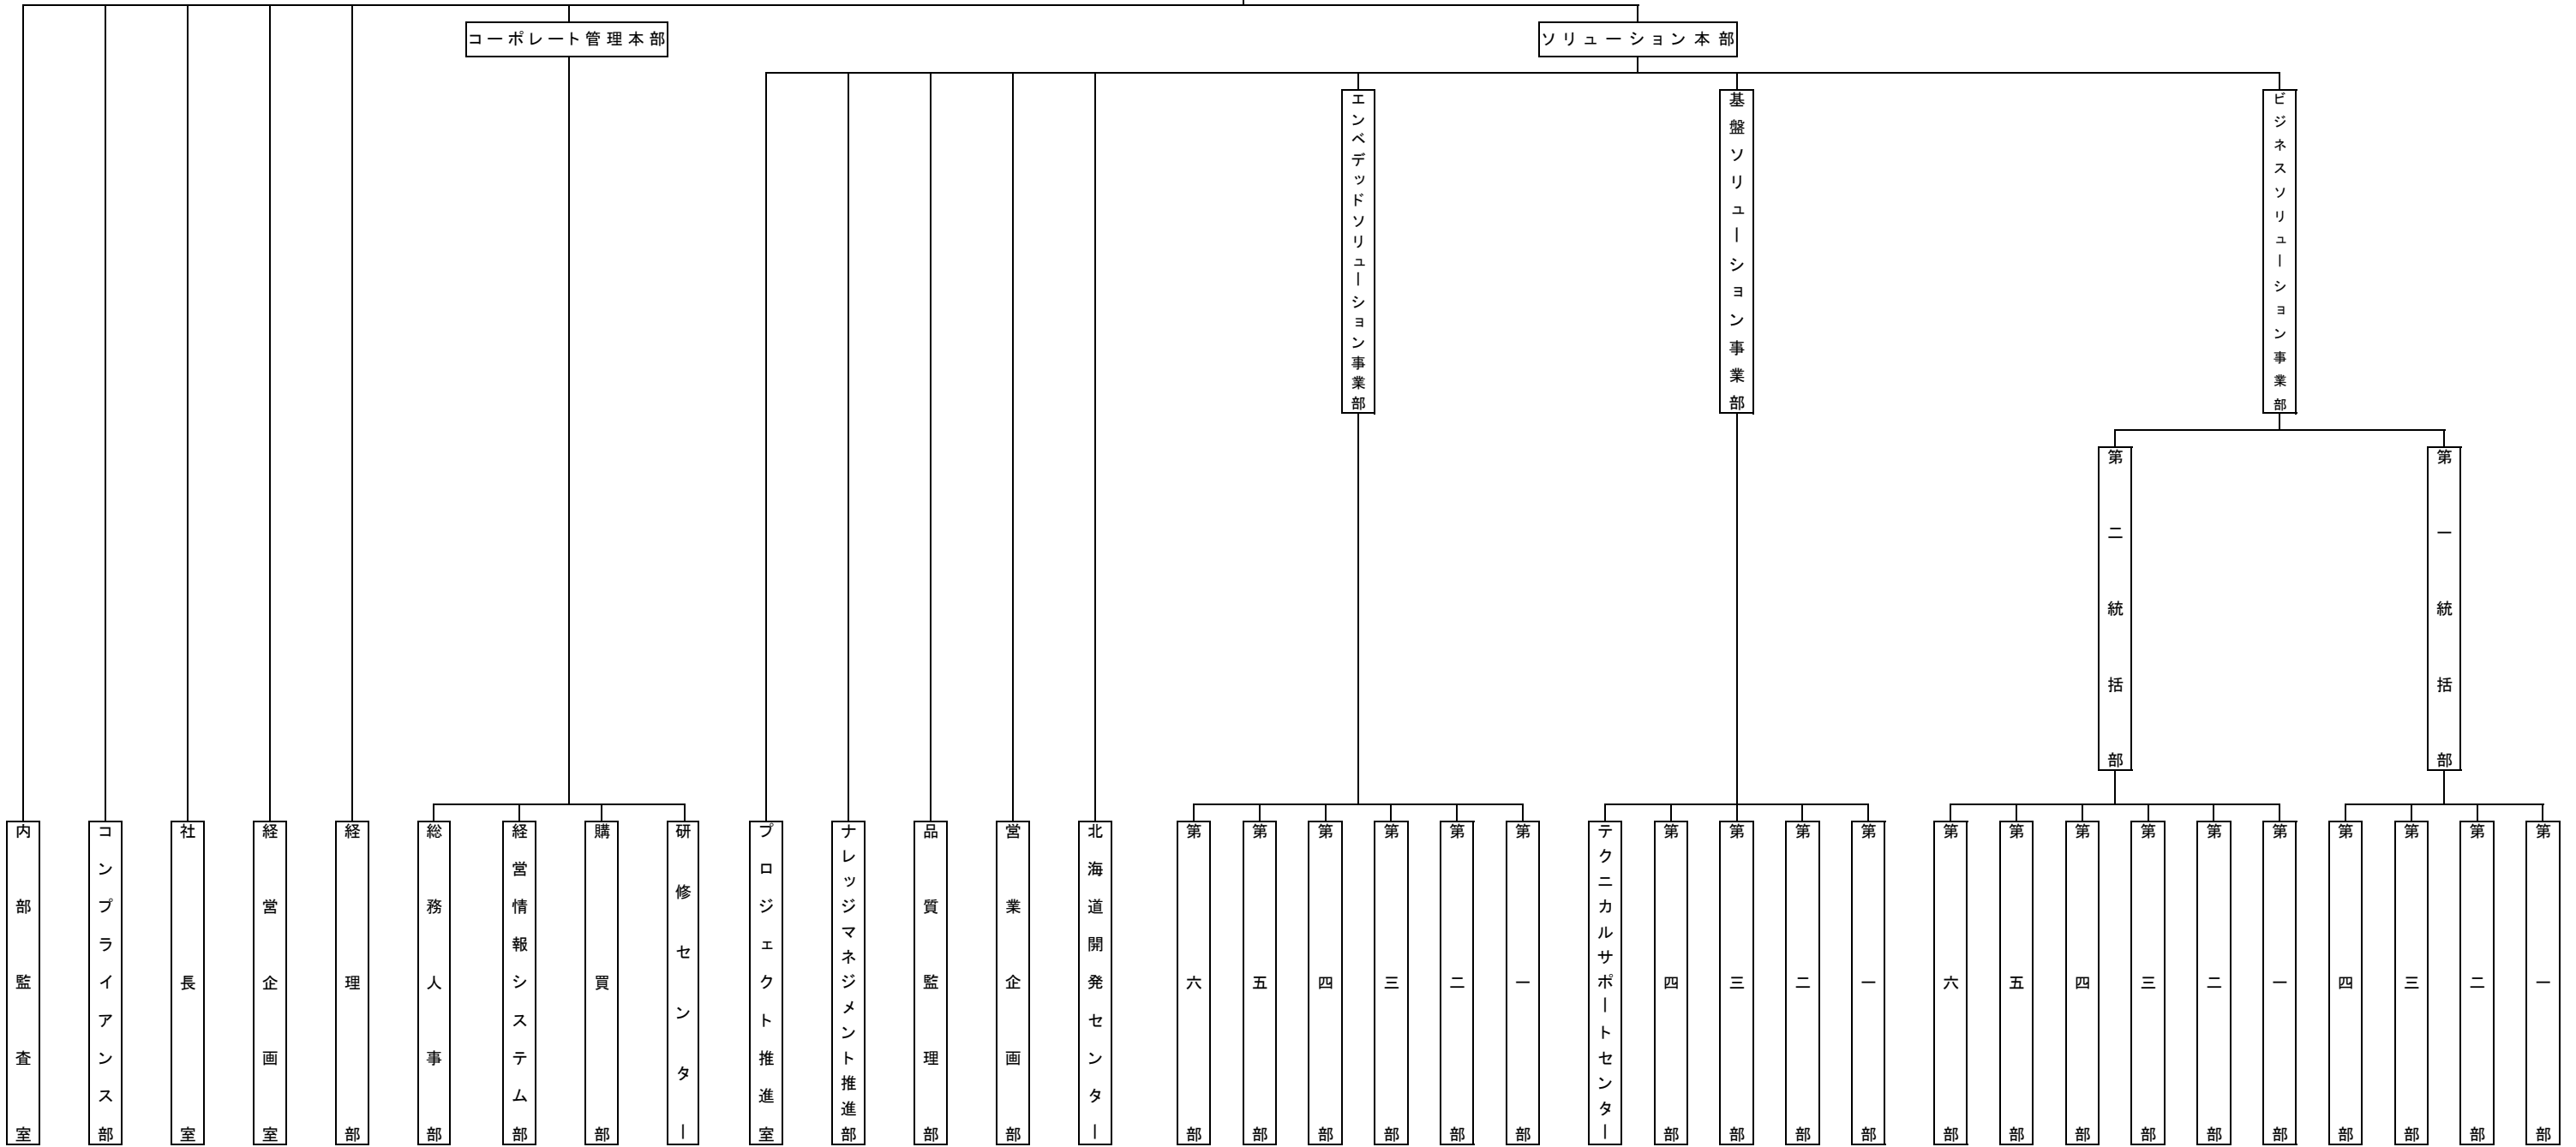 コーポレート管理本部
ソリューション本部
エンベデッドソリューション事業部
基盤ソリューション事業部
ビジネスソリューション事業部
第二統括部
第一統括部
内部監査室
コンプライアンス部
社長室
経営企画室
経理部
総務人事部
経営情報システム部
購買部
研修センター
プロジェクト推進室
ナレッジマネジメント推進部
品質監理部
営業企画部
北海道開発センター
第六部
第五部
第四部
第三部
第二部
第一部
テクニカルサポートセンター
第四部
第三部
第二部
第一部
第六部
第五部
第四部
第三部
第二部
第一部
第四部
第三部
第二部
第一部